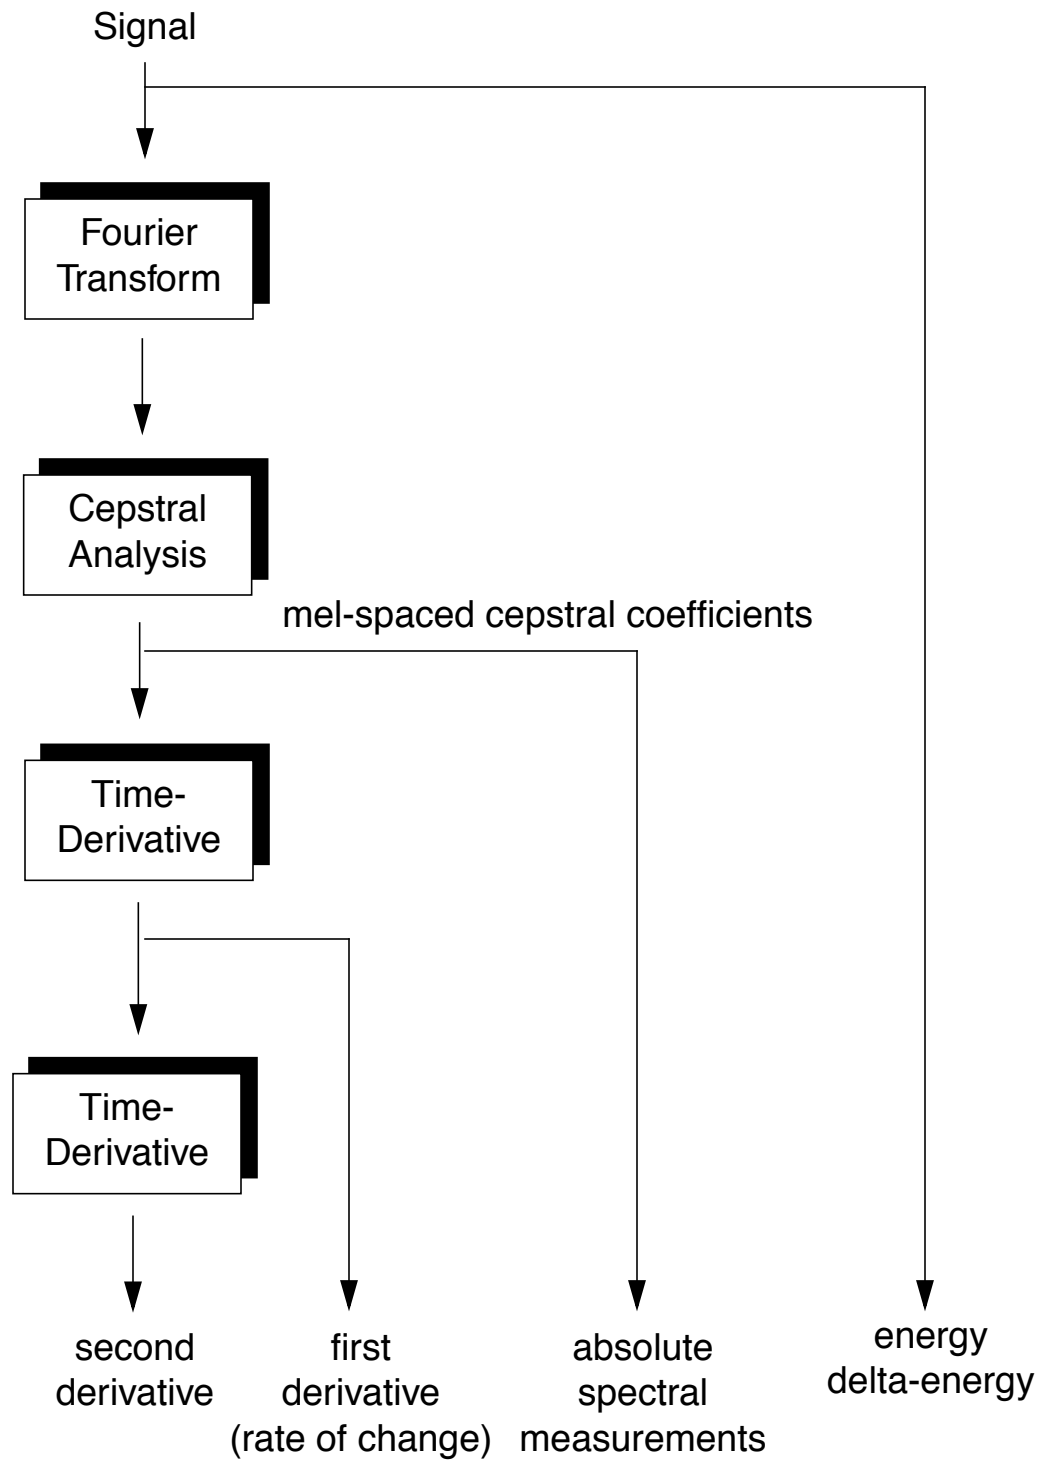 Signal
Fourier
Transform
Cepstral
Analysis
mel-spaced cepstral coefficients
Time-
Derivative
Time-
Derivative
second
derivative
first
derivative
(rate of change)
absolute
spectral
measurements
energy
delta-energy